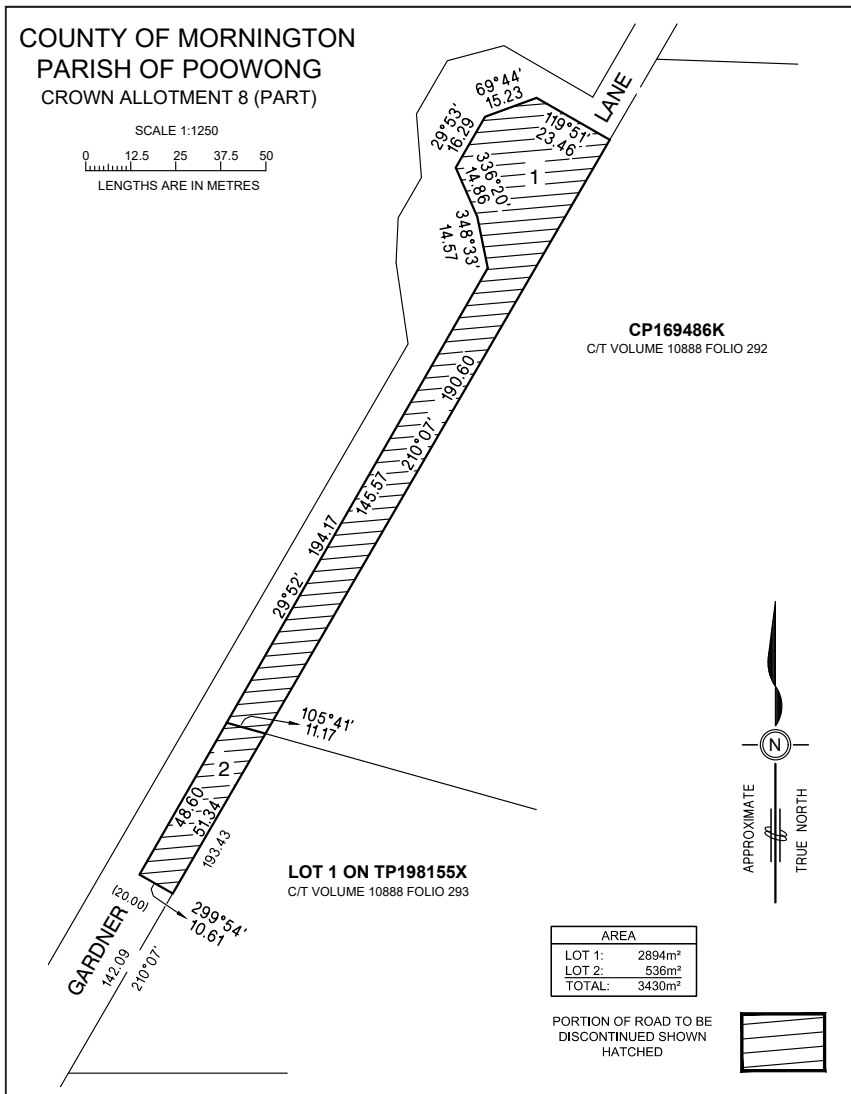 COUNTY OF MORNINGTON
PARISH OF POOWONG
CROWN ALLOTMENT 8 (PART)
SCALE 1:1250
0 12.5 25 37.5 50
LENGTHS ARE IN METRES
LANE
69°44'
15.23
119°51'
23.46
29°53'
16.29
336°20'
14.86
1
348°33'
14.57
CP169486K
C/T VOLUME 10888 FOLIO 292
190.60
210°07'
145.57
194.17
29°52'
105°41'
11.17
2
48.60
51.34
193.43
LOT 1 ON TP198155X
C/T VOLUME 10888 FOLIO 293
(20.00)
299°54'
10.61
GARDNER
142.09
210°07'
N
APPROXIMATE
TRUE NORTH
AREA
LOT 1: 2894m²
LOT 2: 536m²
TOTAL: 3430m²
PORTION OF ROAD TO BE
DISCONTINUED SHOWN
HATCHED